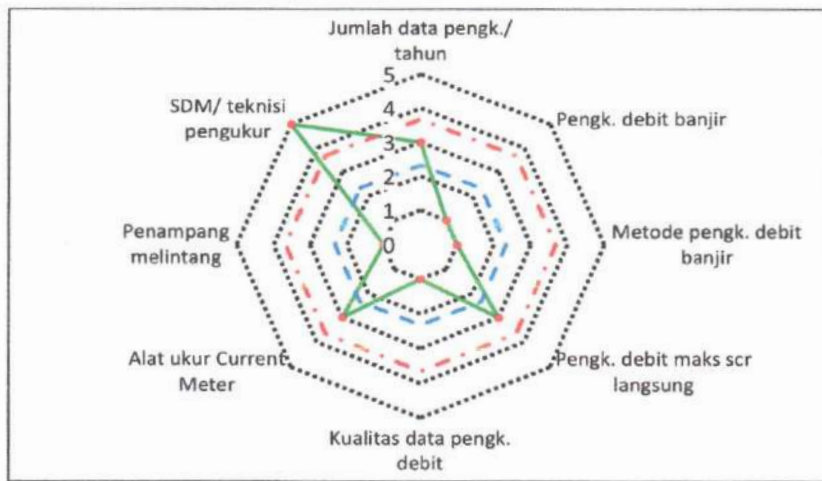 Jumlah data pengk./
tahun
5
4
3
2
1
0
Pengk. debit banjir
Metode pengk. debit
banjir
Pengk. debit maks scr
langsung
Kualitas data pengk.
debit
Alat ukur Current
Meter
Penampang
melintang
SDM/ teknisi
pengukur